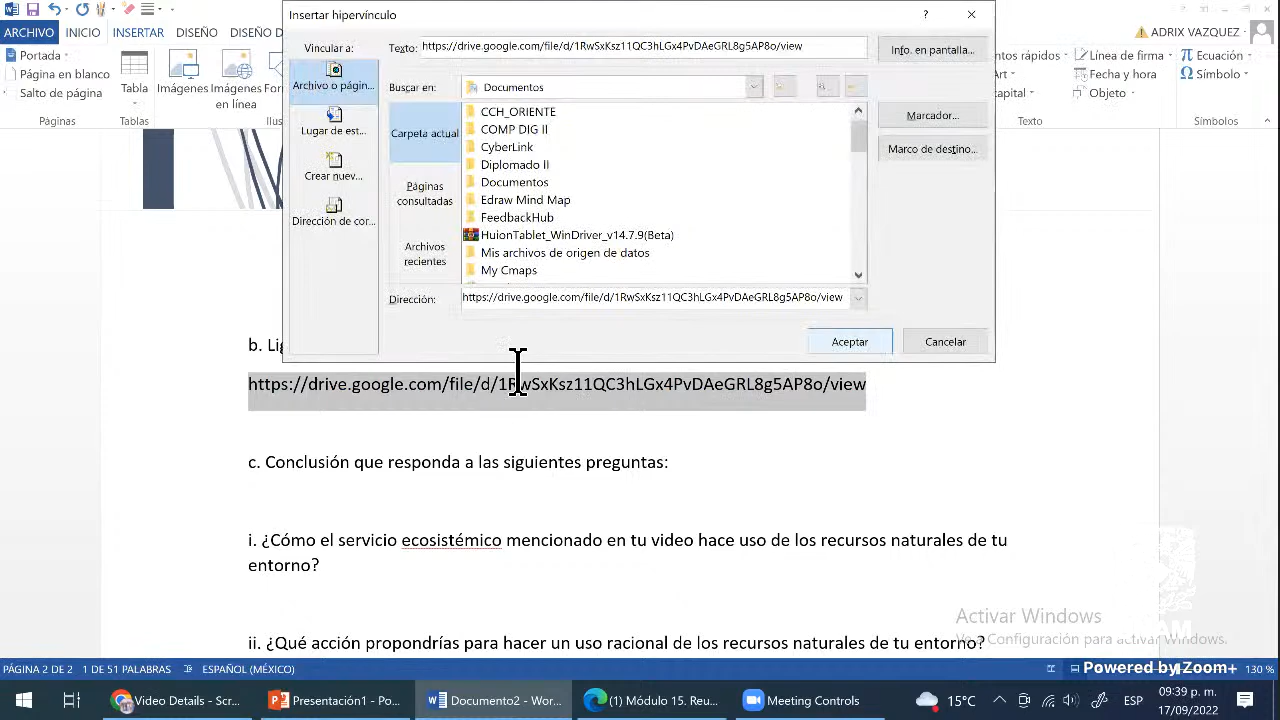 Insertar hipervínculo
?
ARCHIVO
INICIO
INSERTAR
DISEÑO
ADRIX VAZQUEZ
Portada
Página en blanco
Salto de página
Páginas
Tabla
Tablas
Imágenes
Imágenes
en línea
Línea de firma
Fecha y hora
Objeto
Texto
Ecuación
Símbolo
Símbolos
Vincular a:
Archivo o págin...
Lugar de est...
Crear nuev...
Dirección de cor...
Texto:
https://drive.google.com/file/d/1RwSxKsz11QC3hLGx4PvDAeGRL8g5AP8o/view
Info. en pantalla...
Buscar en:
Documentos
Carpeta actual
Páginas
consultadas
Archivos
recientes
CCH_ORIENTE
COMP DIG II
CyberLink
Diplomado II
Documentos
Edraw Mind Map
FeedbackHub
HuionTablet_WinDriver_v14.7.9(Beta)
Mis archivos de origen de datos
My Cmaps
Marcador...
Marco de destino...
Dirección:
https://drive.google.com/file/d/1RwSxKsz11QC3hLGx4PvDAeGRL8g5AP8o/view
Aceptar
Cancelar
b.
https://drive.google.com/file/d/1RwSxKsz11QC3hLGx4PvDAeGRL8g5AP8o/view
c. Conclusión que responda a las siguientes preguntas:
i. ¿Cómo el servicio ecosistémico mencionado en tu video hace uso de los recursos naturales de tu
entorno?
ii. ¿Qué acción propondrías para hacer un uso racional de los recursos naturales de tu entorno?
Activar Windows
Ve a Configuración para activar Windows.
PÁGINA 2 DE 2
1 DE 51 PALABRAS
ESPAÑOL (MÉXICO)
Powered by Zoom+
130 %
Video Details - Scr...
Presentación1 - Po...
Documento2 - Wor...
(1) Módulo 15. Reu...
Meeting Controls
15°C
ESP
09:39 p. m.
17/09/2022